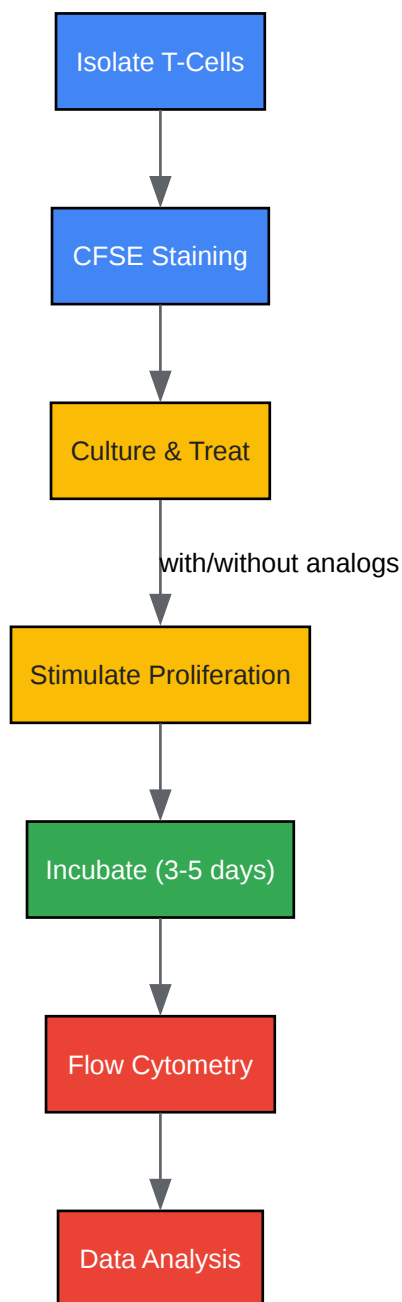 Isolate T-Cells
CFSE Staining
Culture & Treat
with/without analogs
Stimulate Proliferation
Incubate (3-5 days)
Flow Cytometry
Data Analysis